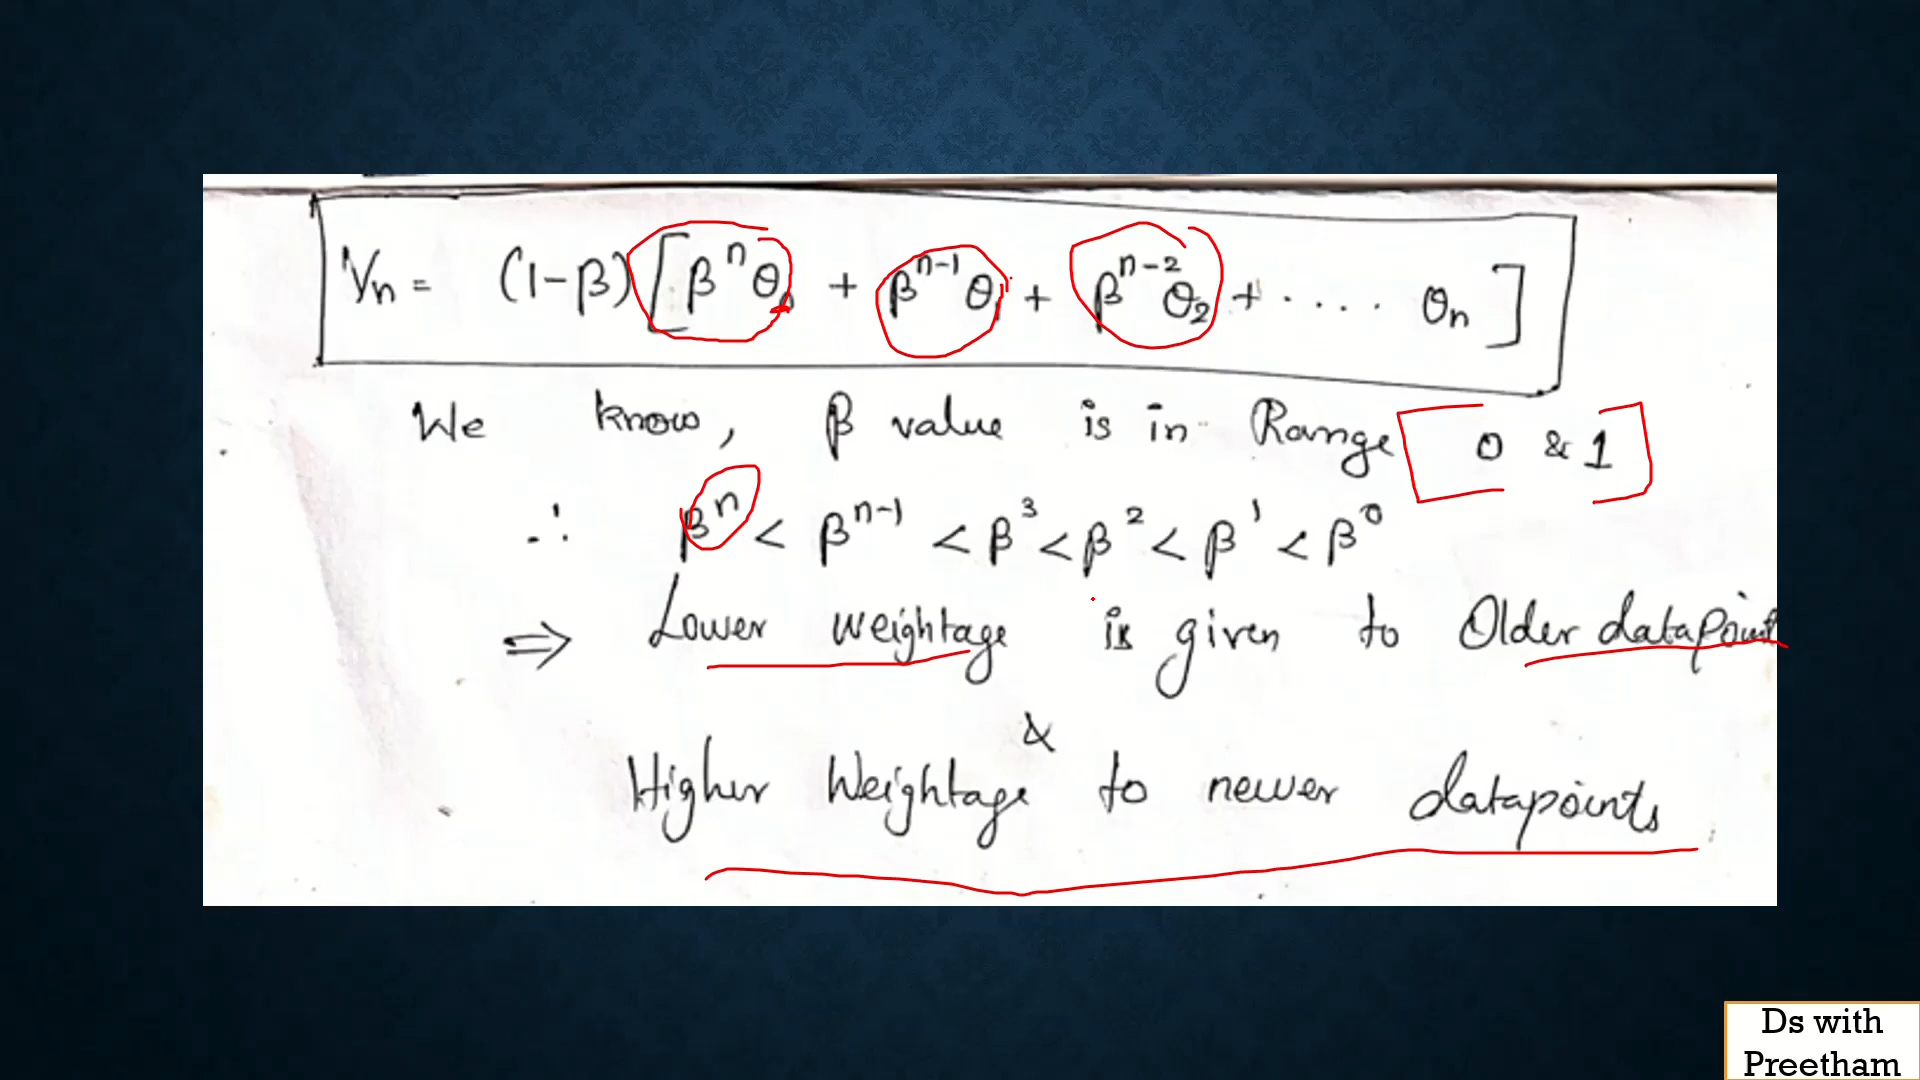 Vn = (1-β) [ β^n θ0 + β^n-1 θ1 + β^n-2 θ2 + ..... θn ]
We know, β value is in Range 0 & 1
∴ β^n < β^n-1 < β^3 < β^2 < β^1 < β^0
⇒ Lower weightage is given to Older datapoint
&
Higher Weightage to newer datapoints
Ds with
Preetham